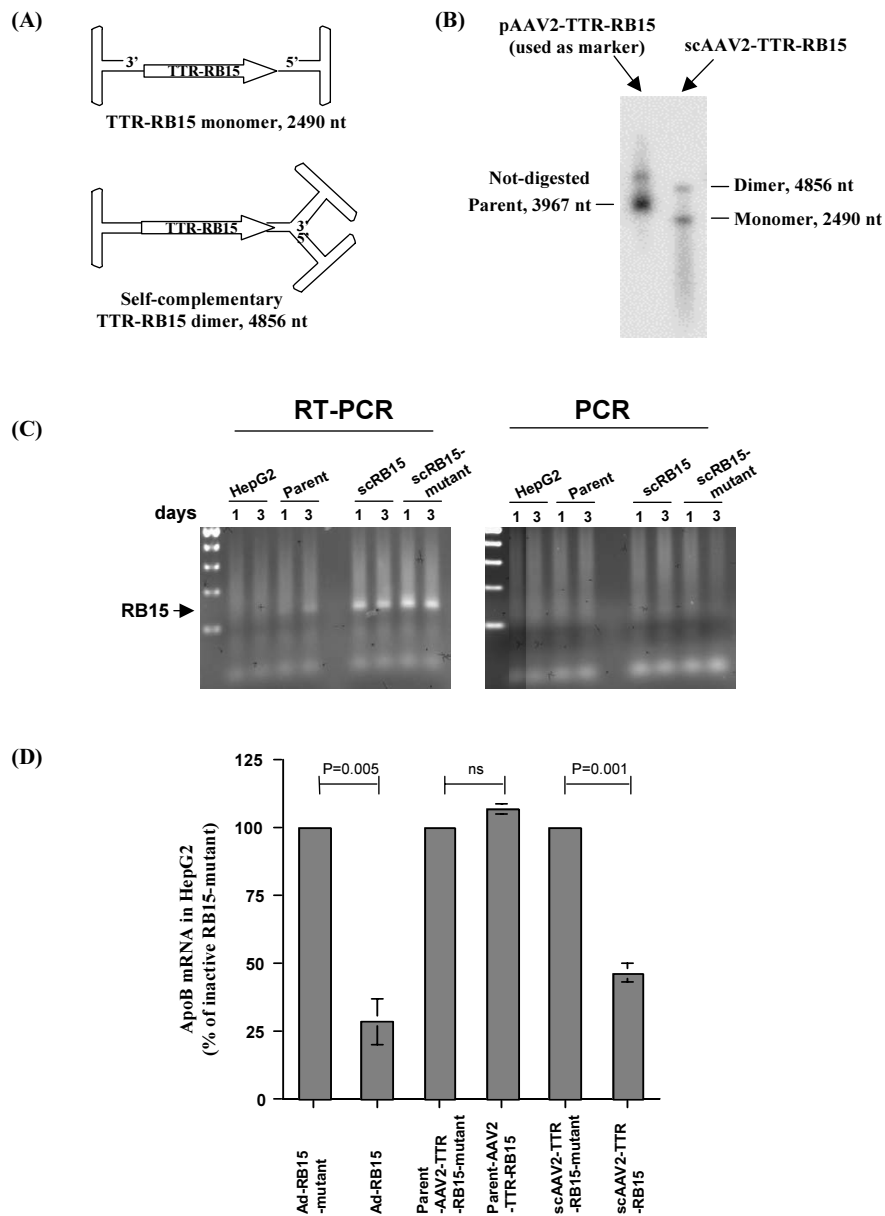 (A)
3'
5'
TTR-RB15
TTR-RB15 monomer, 2490 nt
TTR-RB15
3'
5'
Self-complementary
TTR-RB15 dimer, 4856 nt
(B)
pAAV2-TTR-RB15
(used as marker)
scAAV2-TTR-RB15
Not-digested
Parent, 3967 nt
Dimer, 4856 nt
Monomer, 2490 nt
(C)
RT-PCR
PCR
HepG2
Parent
scRB15
scRB15-
mutant
HepG2
Parent
scRB15
scRB15-
mutant
days
1 3 1 3 1 3 1 3
1 3 1 3 1 3 1 3
RB15
(D)
ApoB mRNA in HepG2
(% of inactive RB15-mutant)
125
100
75
50
25
0
P=0.005
ns
P=0.001
Ad-RB15
-mutant
Ad-RB15
Parent
-AAV2-TTR
-RB15-mutant
Parent-AAV2
-TTR-RB15
scAAV2-TTR
-RB15-mutant
scAAV2-TTR
-RB15